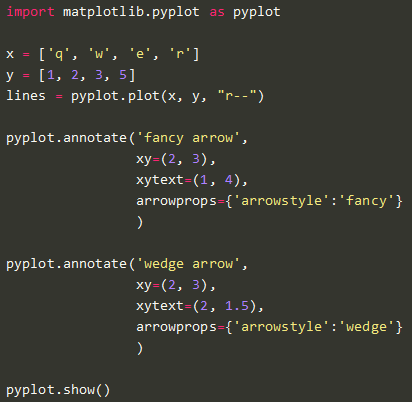 import matplotlib.pyplot as pyplot
x = ['q', 'w', 'e', 'r']
y = [1, 2, 3, 5]
lines = pyplot.plot(x, y, "r--")
pyplot.annotate('fancy arrow',
                xy=(2, 3),
                xytext=(1, 4),
                arrowprops={'arrowstyle':'fancy'}
                )
pyplot.annotate('wedge arrow',
                xy=(2, 3),
                xytext=(2, 1.5),
                arrowprops={'arrowstyle':'wedge'}
                )
pyplot.show()